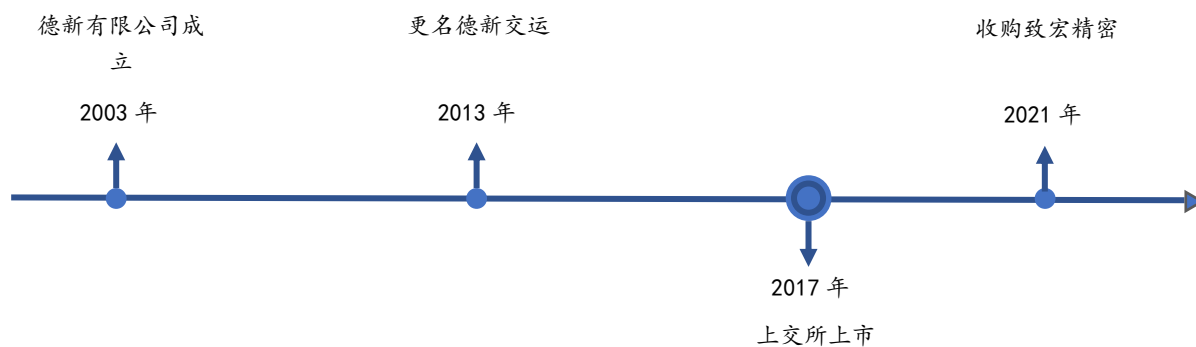 德新有限公司成
立
2003 年
更名德新交运
2013 年
2017 年
上交所上市
收购致宏精密
2021 年